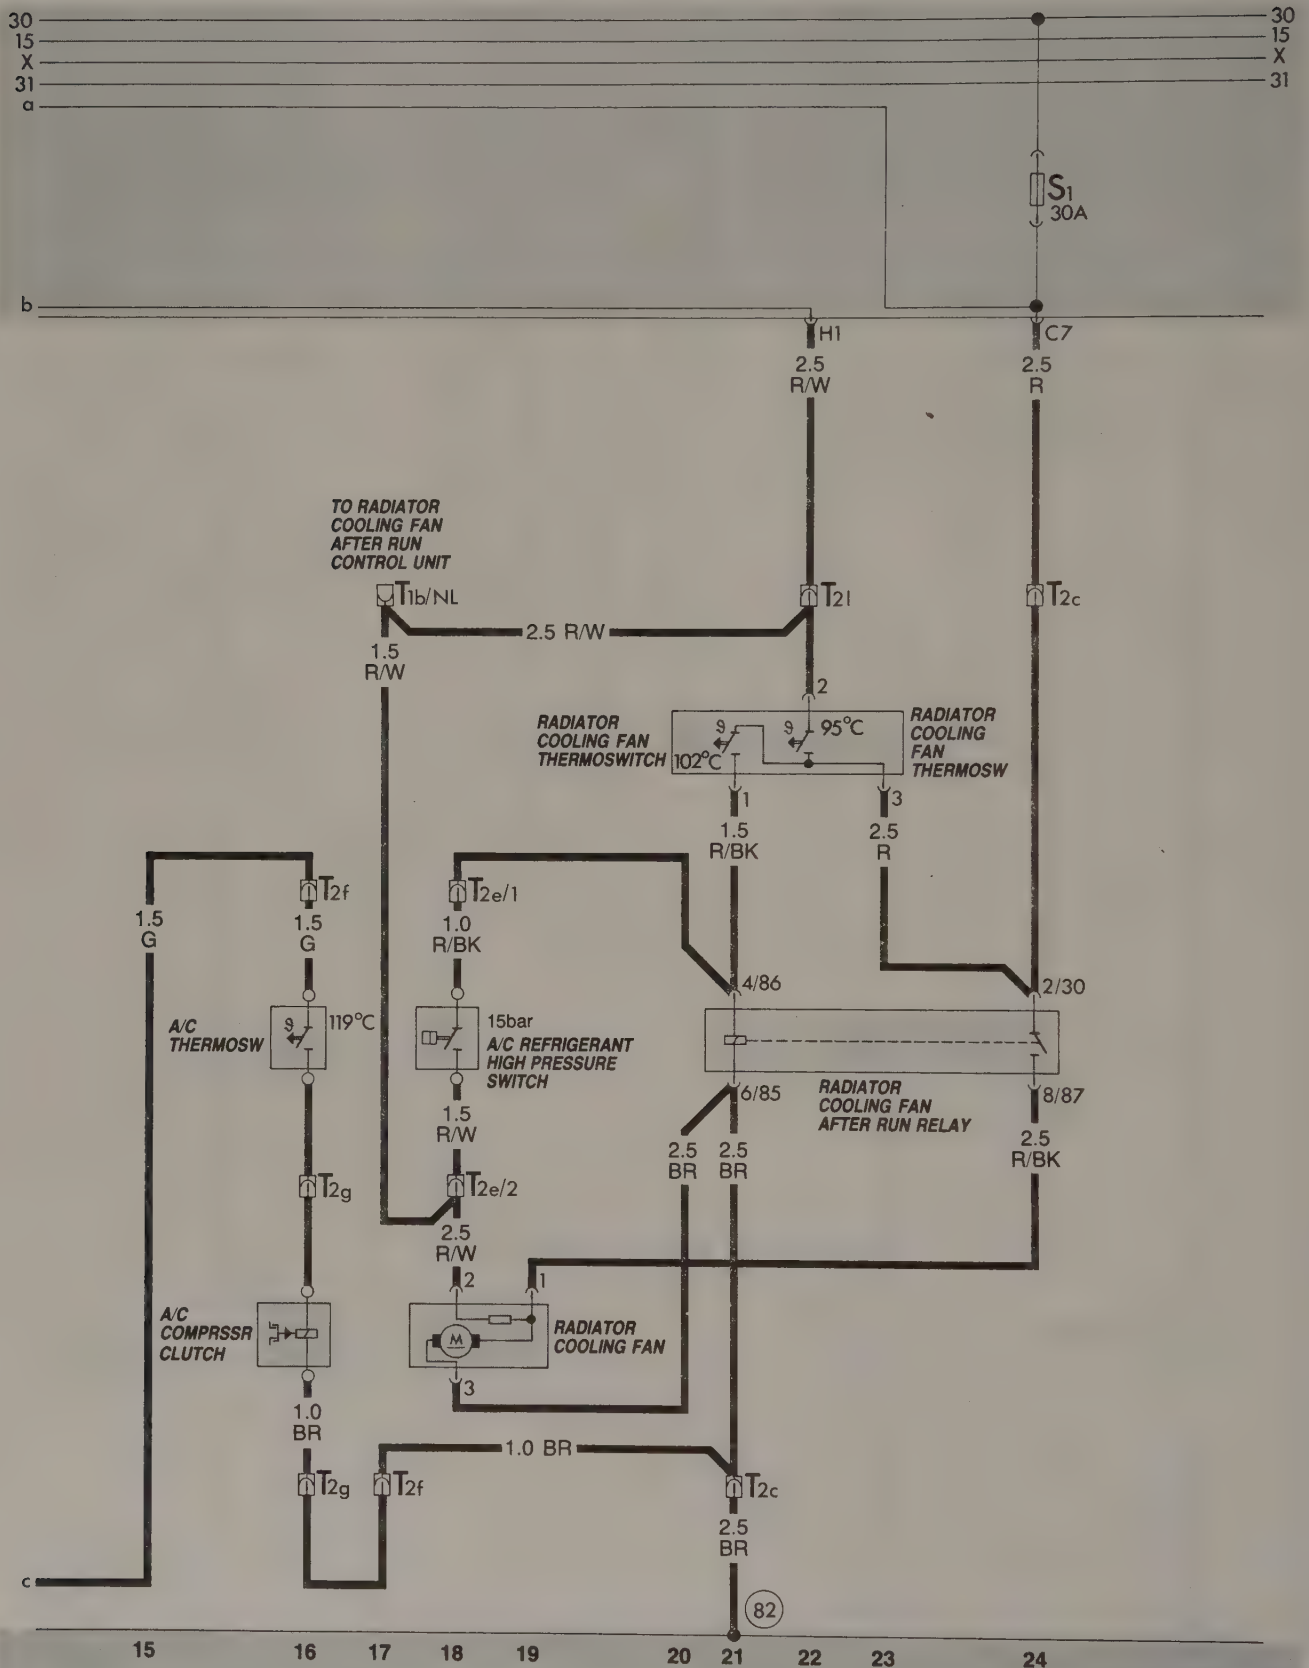 30 30
15 15
X X
31 31
a
S1
30A
b
H1 C7
2.5
R/W
2.5
R
TO RADIATOR
COOLING FAN
AFTER RUN
CONTROL UNIT
T1b/NL
T2l
T2c
2.5 R/W
1.5
R/W
2
RADIATOR
COOLING FAN
THERMOSWITCH
102°C
95°C
RADIATOR
COOLING
FAN
THERMOSW
1
3
1.5
R/BK
2.5
R
T2f
T2e/1
1.5
G
1.5
G
1.0
R/BK
4/86
2/30
A/C
THERMOSW
119°C
15bar
A/C REFRIGERANT
HIGH PRESSURE
SWITCH
6/85
8/87
RADIATOR
COOLING FAN
AFTER RUN RELAY
1.5
R/W
2.5
BR
2.5
BR
2.5
R/BK
T2g
T2e/2
2.5
R/W
2
1
A/C
COMPRSSR
CLUTCH
M
RADIATOR
COOLING FAN
3
1.0
BR
1.0 BR
T2g
T2f
T2c
2.5
BR
c
82
15 16 17 18 19 20 21 22 23 24